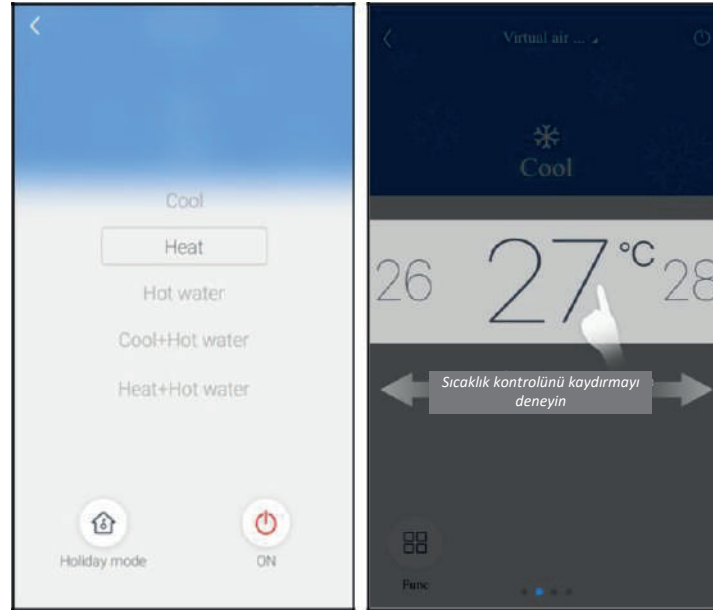 Cool
Heat
Hot water
Cool+Hot water
Heat+Hot water
Holiday mode
ON
Virtual air ...
Cool
26
27 °C
28
Sıcaklık kontrolünü kaydırmayı
deneyin
Func